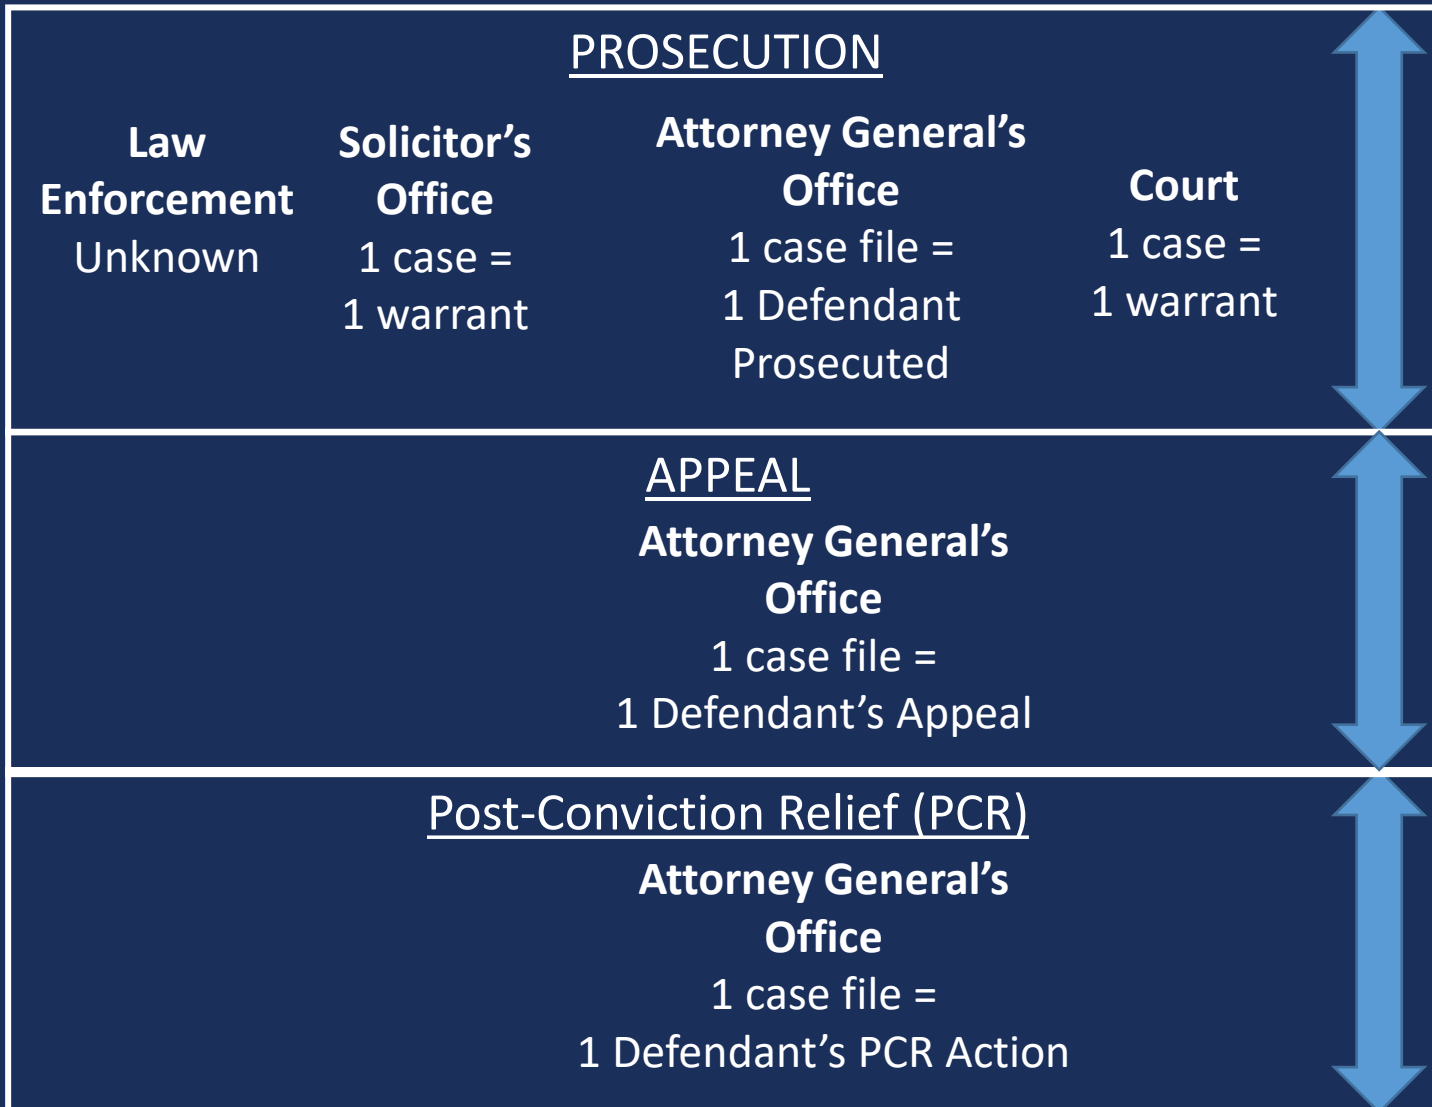 PROSECUTION
Law
Enforcement
Unknown
Solicitor’s
Office
1 case =
1 warrant
Attorney General’s
Office
1 case file =
1 Defendant
Prosecuted
Court
1 case =
1 warrant
APPEAL
Attorney General’s
Office
1 case file =
1 Defendant’s Appeal
Post-Conviction Relief (PCR)
Attorney General’s
Office
1 case file =
1 Defendant’s PCR Action